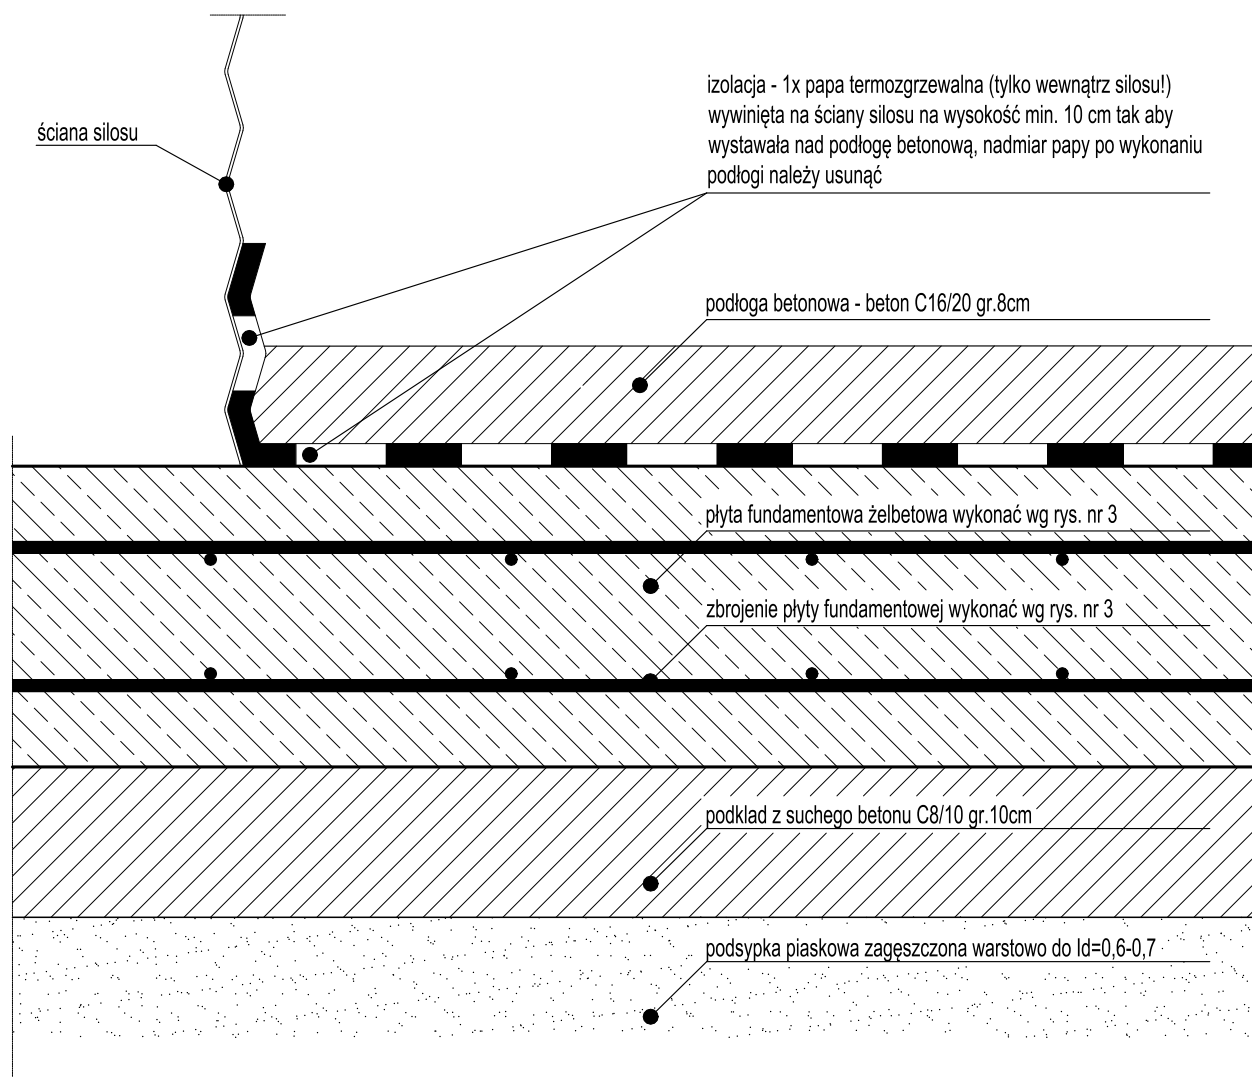 izolacja - 1x papa termozgrzewalna (tylko wewnątrz silosu!)
wywinięta na ściany silosu na wysokość min. 10 cm tak aby
wystawała nad podłogę betonową, nadmiar papy po wykonaniu
podłogi należy usunąć
ściana silosu
podłoga betonowa - beton C16/20 gr.8cm
płyta fundamentowa żelbetowa wykonać wg rys. nr 3
zbrojenie płyty fundamentowej wykonać wg rys. nr 3
podklad z suchego betonu C8/10 gr.10cm
podsypka piaskowa zagęszczona warstowo do Id=0,6-0,7